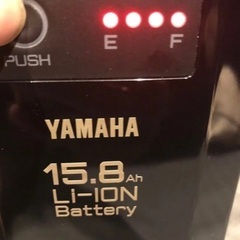 E F
PUSH
YAMAHA
15.8Ah
Li-ION
Battery